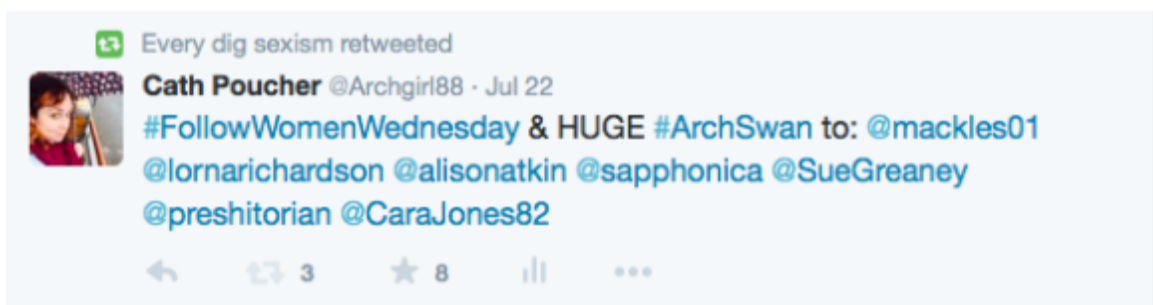 Every dig sexism retweeted
Cath Poucher @Archgirl88 · Jul 22
#FollowWomenWednesday & HUGE #ArchSwan to: @mackles01
@lornarichardson @alisonatkin @sapphonica @SueGreaney
@preshitorian @CaraJones82
3 8